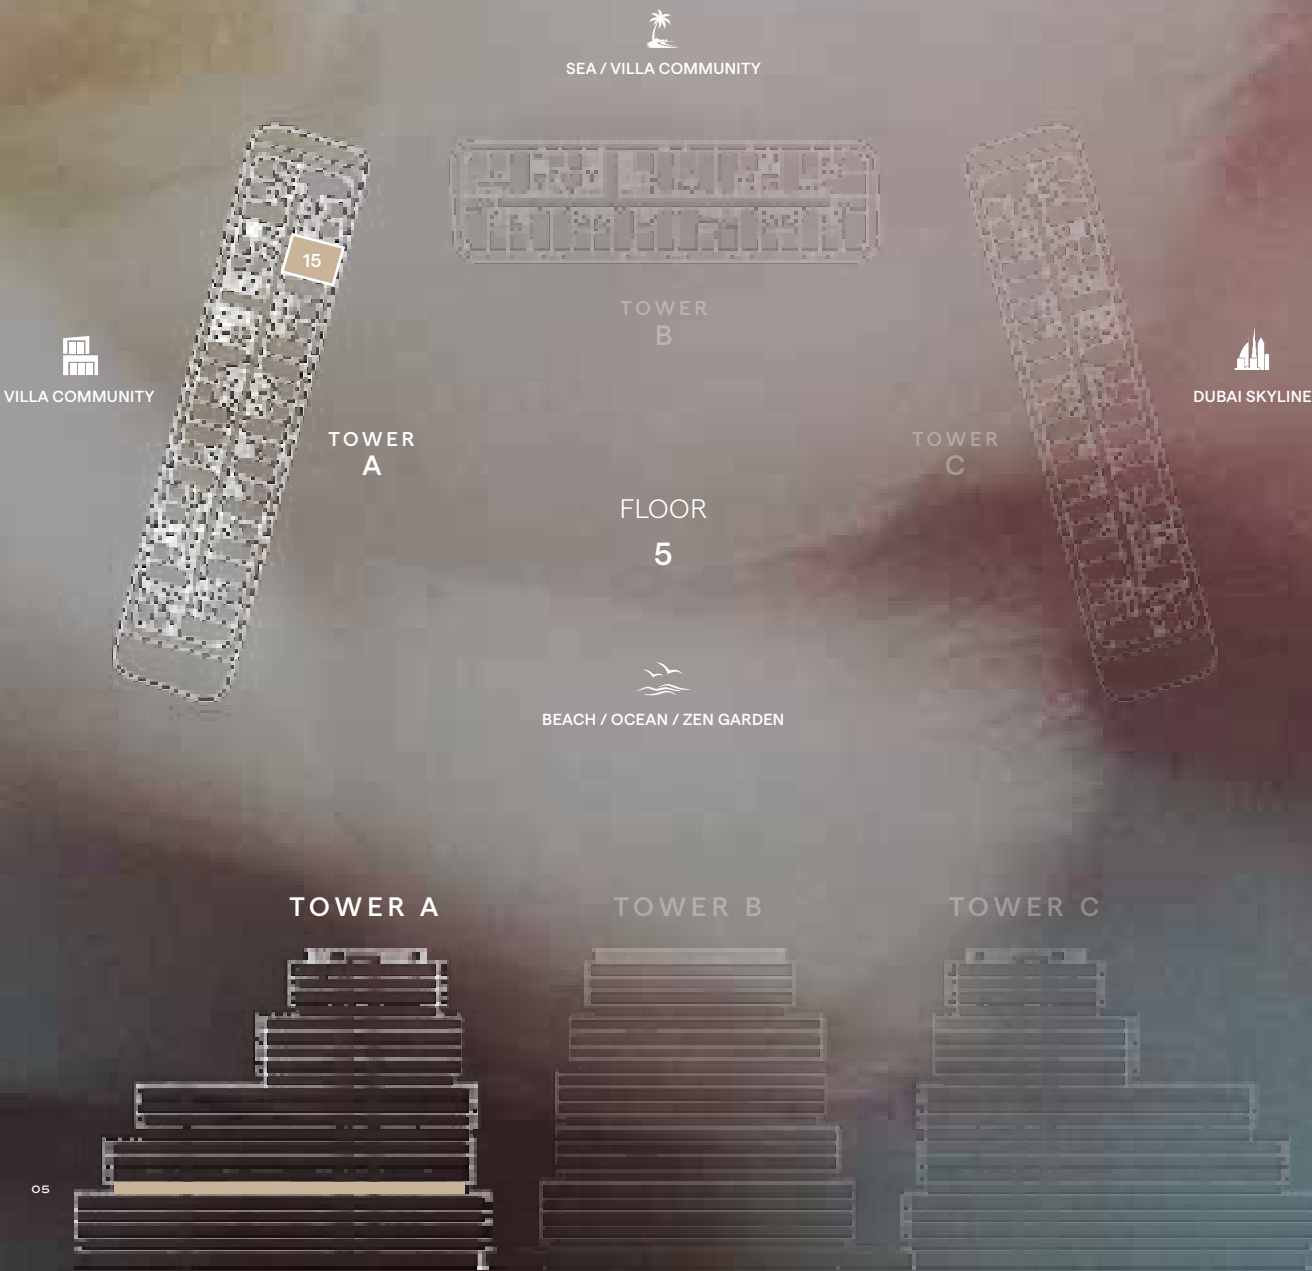 SEA / VILLA COMMUNITY
15
TOWER
B
VILLA COMMUNITY
DUBAI SKYLINE
TOWER
A
TOWER
C
FLOOR
5
BEACH / OCEAN / ZEN GARDEN
TOWER A
TOWER B
TOWER C
05